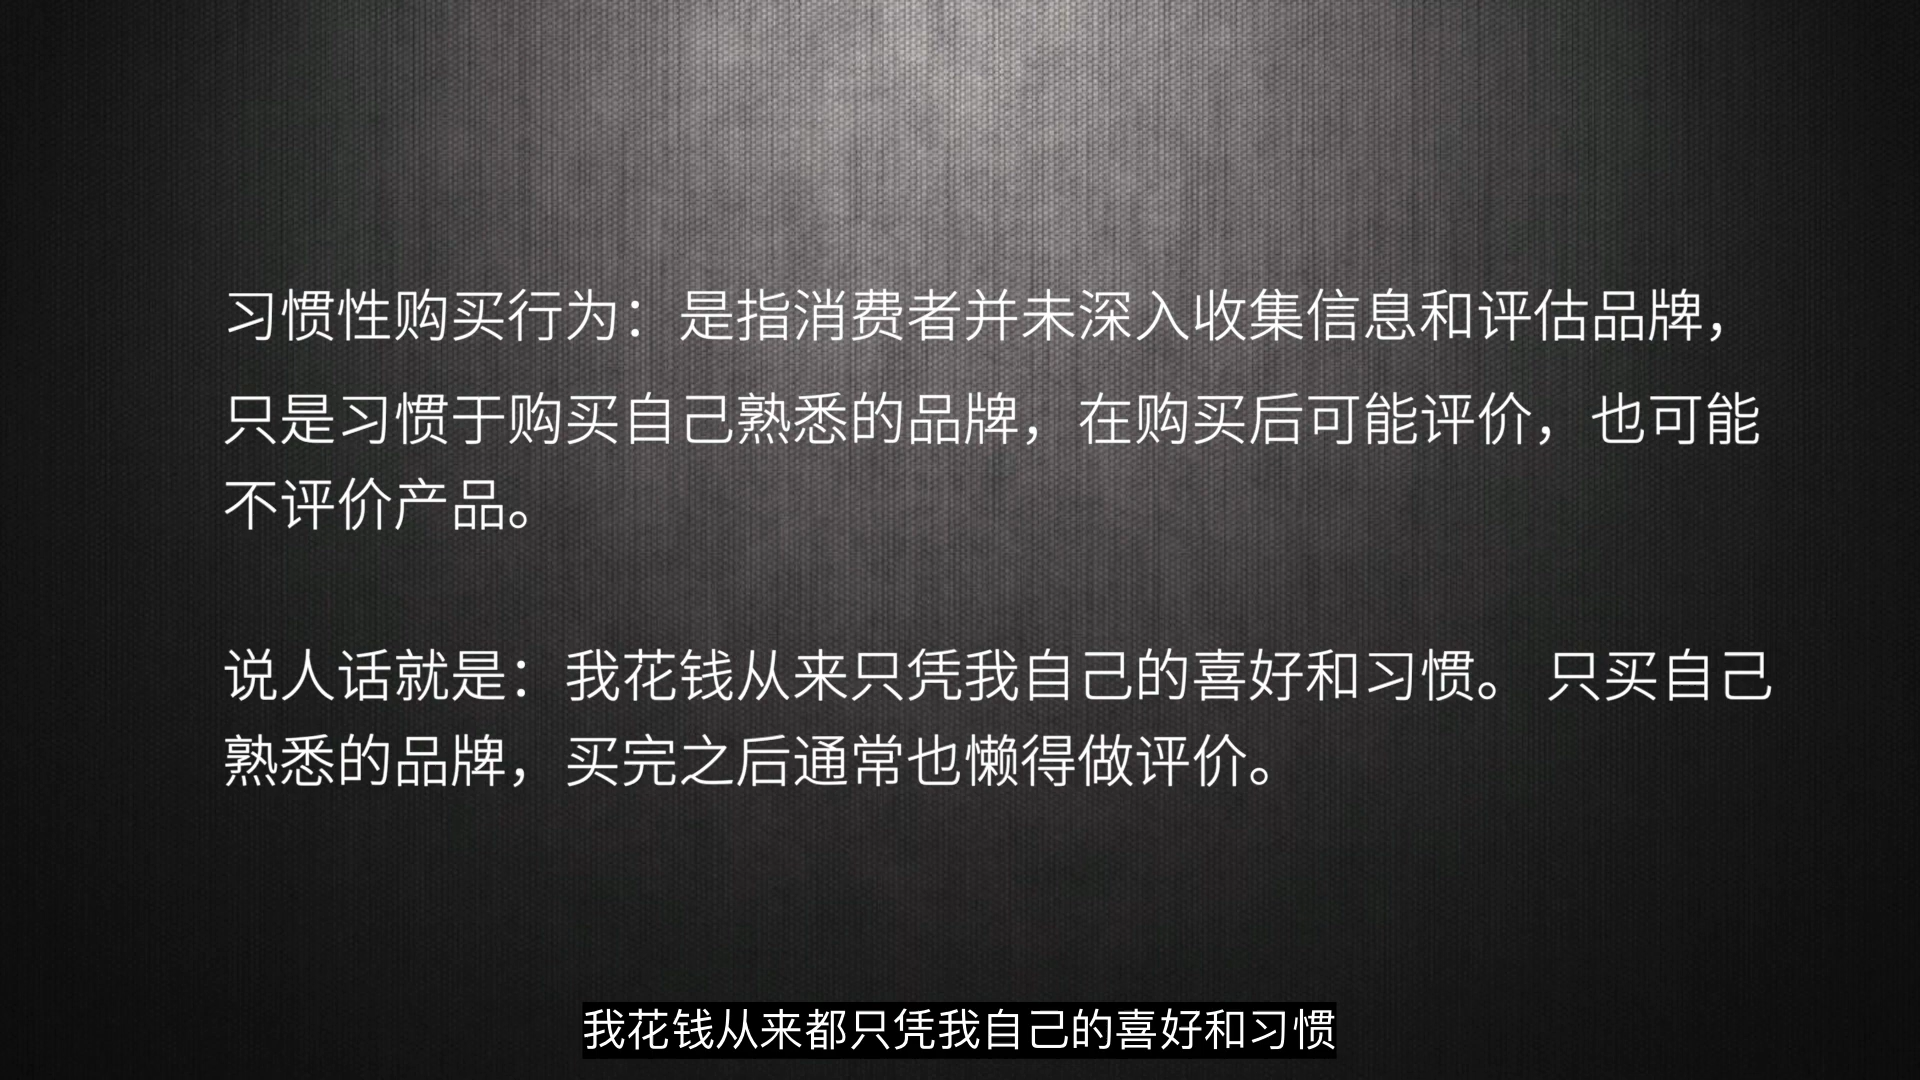 习惯性购买行为：是指消费者并未深入收集信息和评估品牌，
只是习惯于购买自己熟悉的品牌，在购买后可能评价，也可能
不评价产品。
说人话就是：我花钱从来只凭我自己的喜好和习惯。 只买自己
熟悉的品牌，买完之后通常也懒得做评价。
我花钱从来都只凭我自己的喜好和习惯